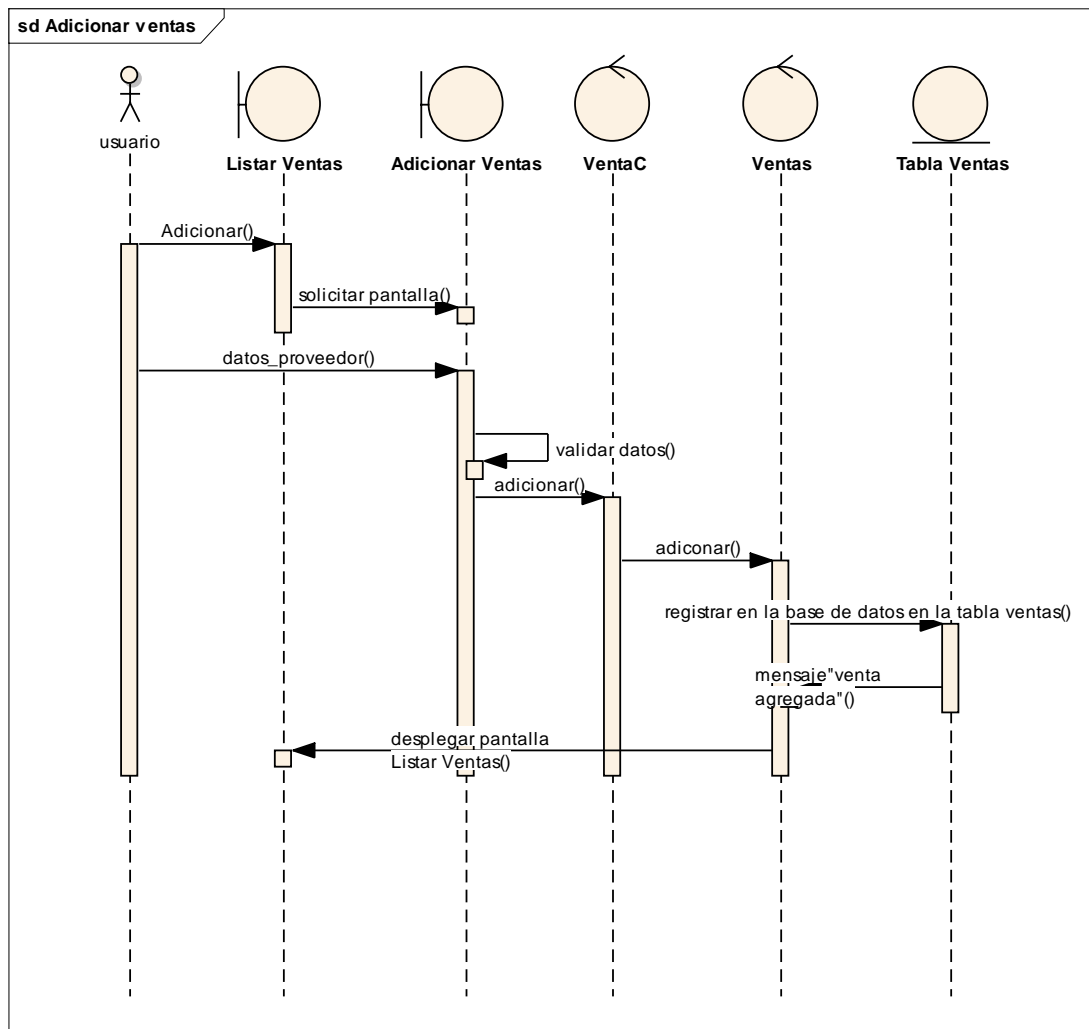 sd Adicionar ventas
usuario
Listar Ventas
Adicionar Ventas
VentaC
Ventas
Tabla Ventas
Adicionar()
solicitar pantalla()
datos_proveedor()
validar datos()
adicionar()
adiconar()
registrar en la base de datos en la tabla ventas()
mensaje"venta
agregada"()
desplegar pantalla
Listar Ventas()